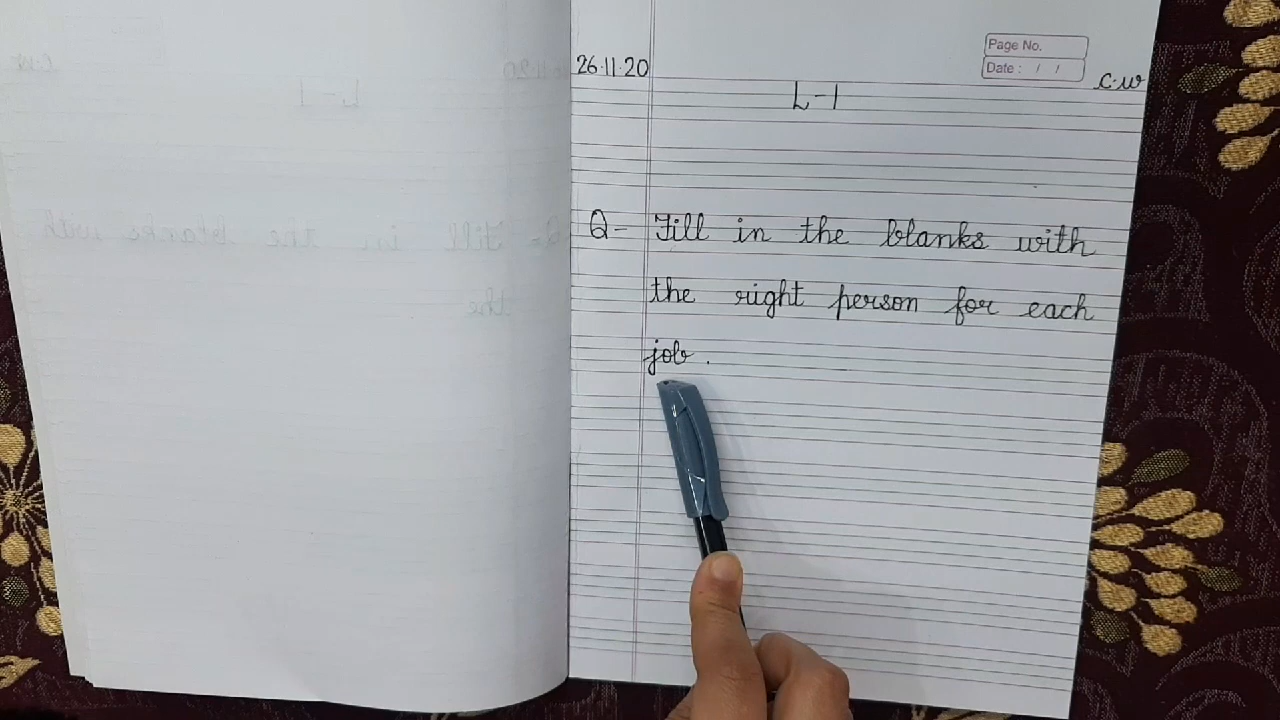 Page No.
26.11.20
Date : / /
C.W
L-1
Q- Fill in the blanks with
the right person for each
job.